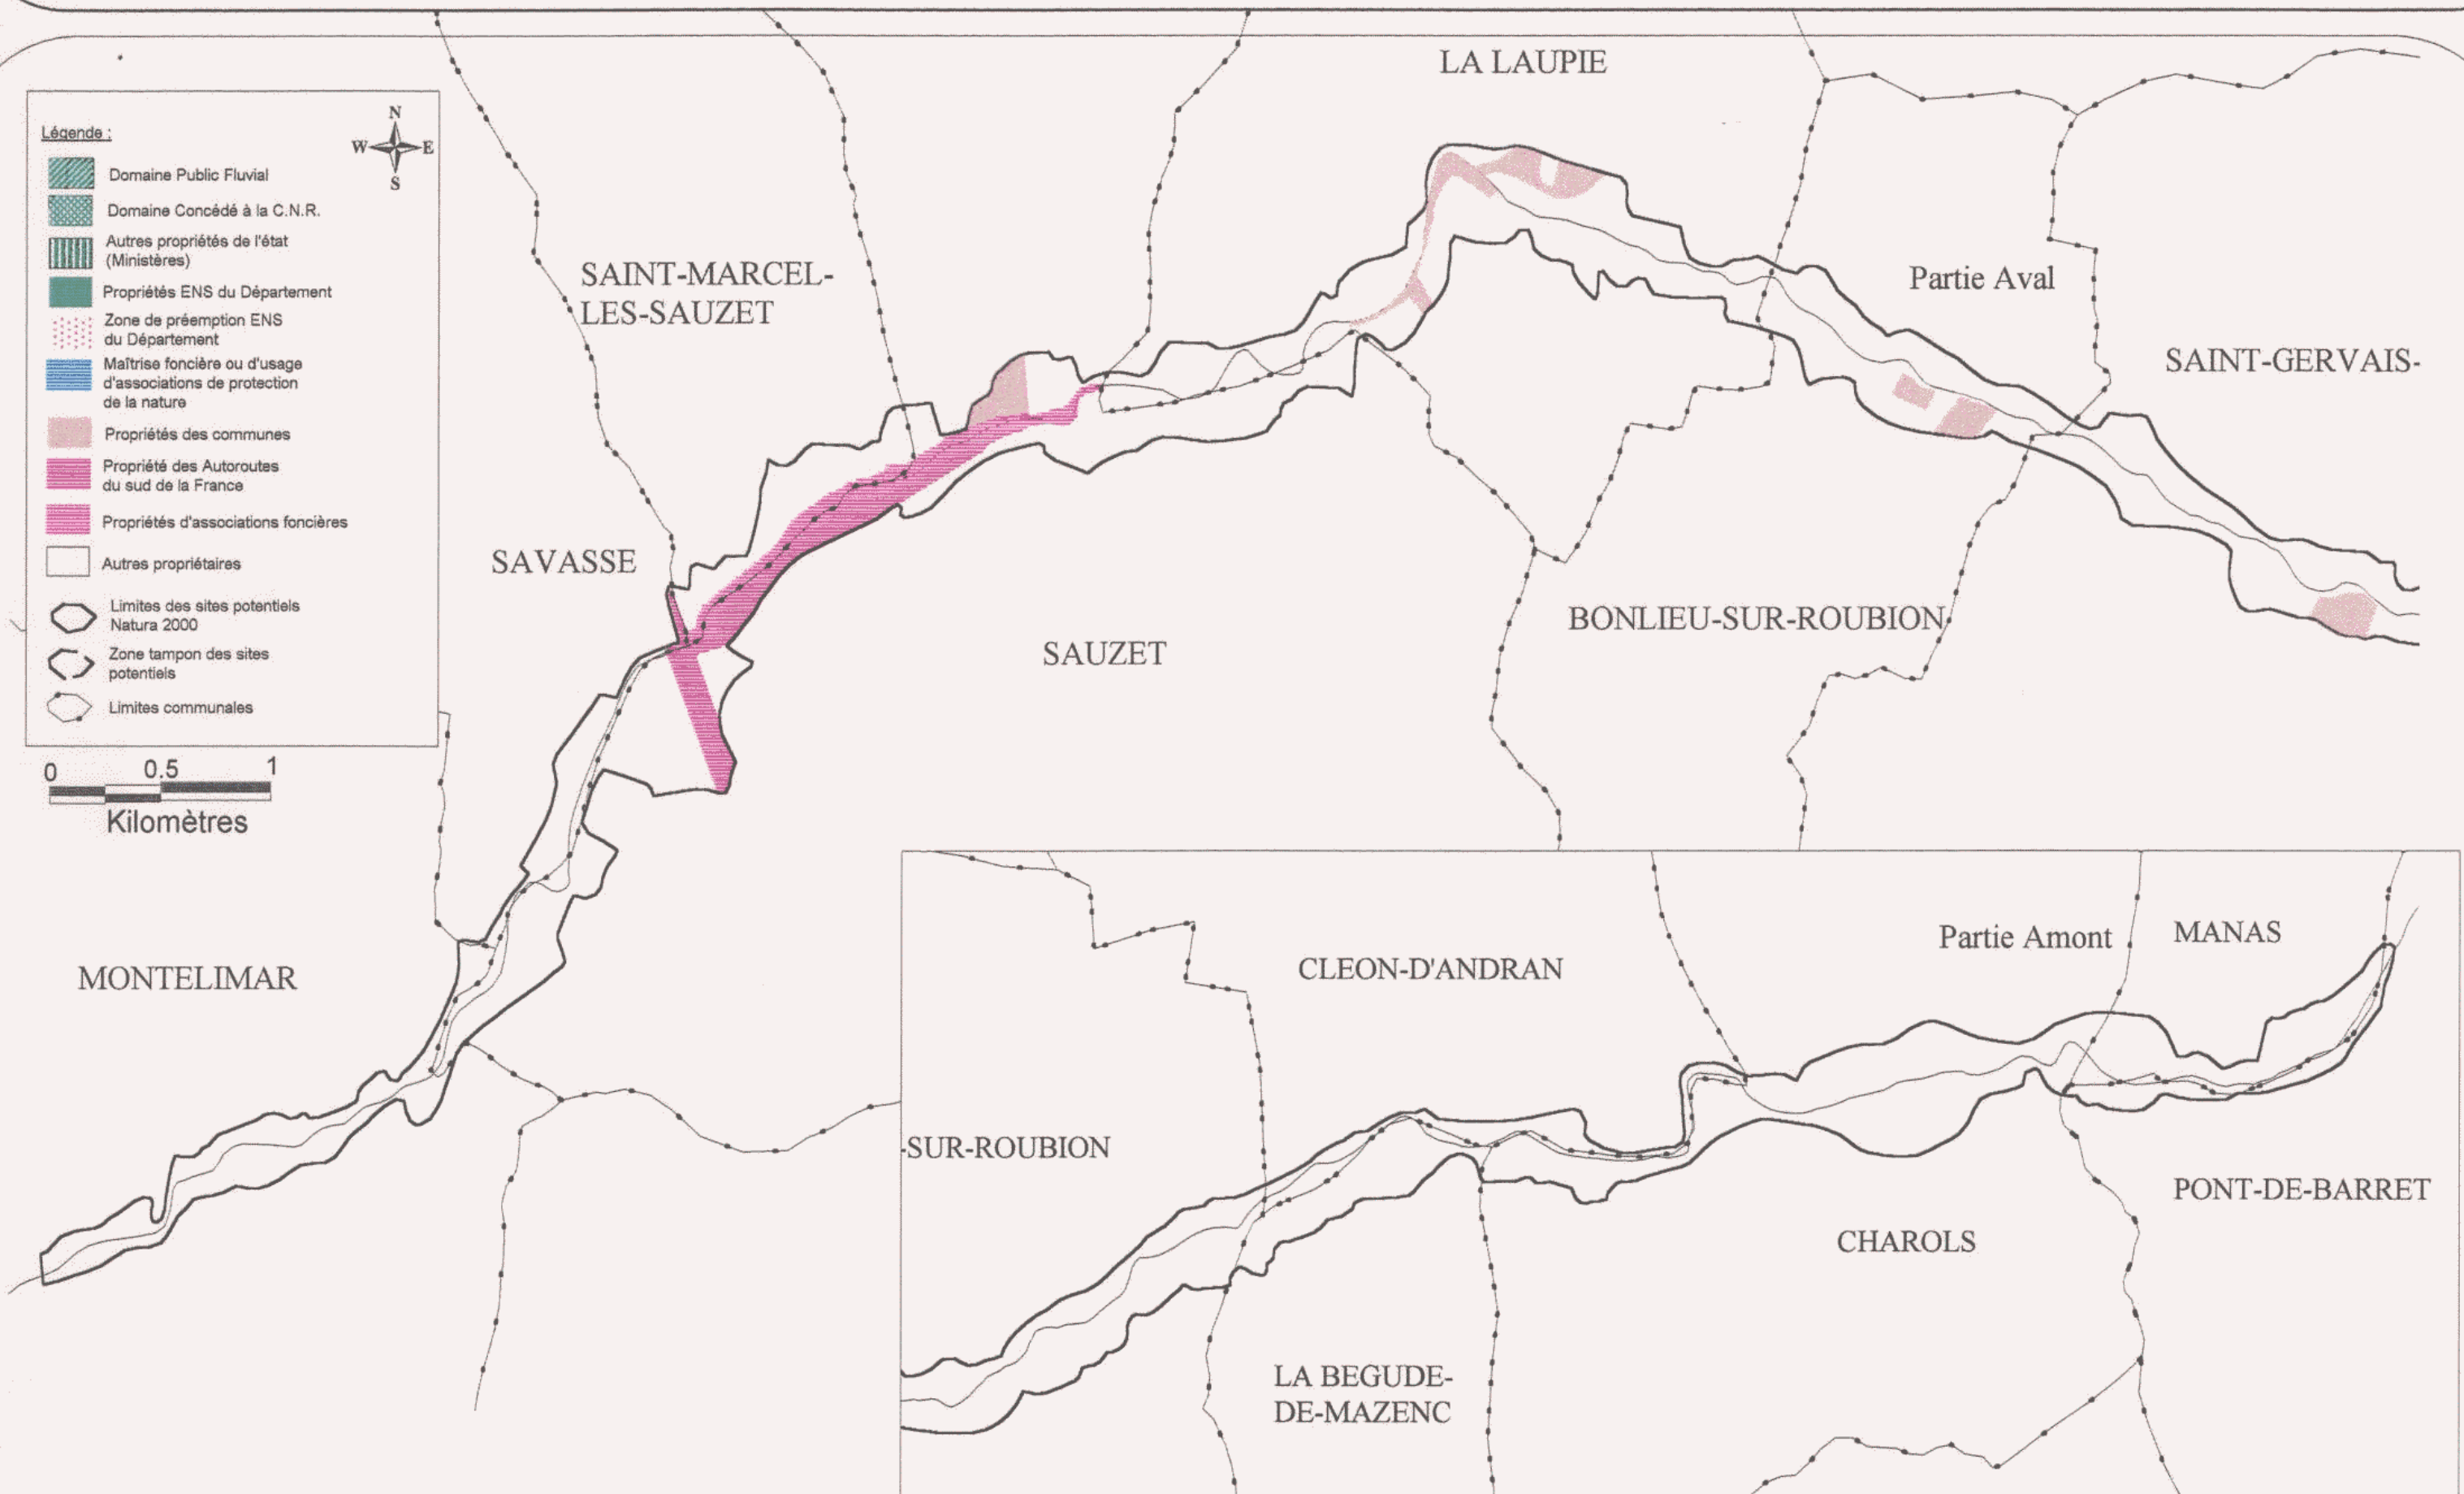 LA LAUPIE
Légende :
N
W
E
S
Domaine Public Fluvial
Domaine Concédé à la C.N.R.
Autres propriétés de l'état
(Ministères)
Propriétés ENS du Département
Zone de préemption ENS
du Département
Maîtrise foncière ou d'usage
d'associations de protection
de la nature
Propriétés des communes
Propriété des Autoroutes
du sud de la France
Propriétés d'associations foncières
Autres propriétaires
Limites des sites potentiels
Natura 2000
Zone tampon des sites
potentiels
Limites communales
0 0.5 1
Kilomètres
SAINT-MARCEL-
LES-SAUZET
Partie Aval
SAINT-GERVAIS-
SAVASSE
SAUZET
BONLIEU-SUR-ROUBION
MONTELIMAR
Partie Amont
MANAS
CLEON-D'ANDRAN
-SUR-ROUBION
PONT-DE-BARRET
CHAROLS
LA BEGUDE-
DE-MAZENC